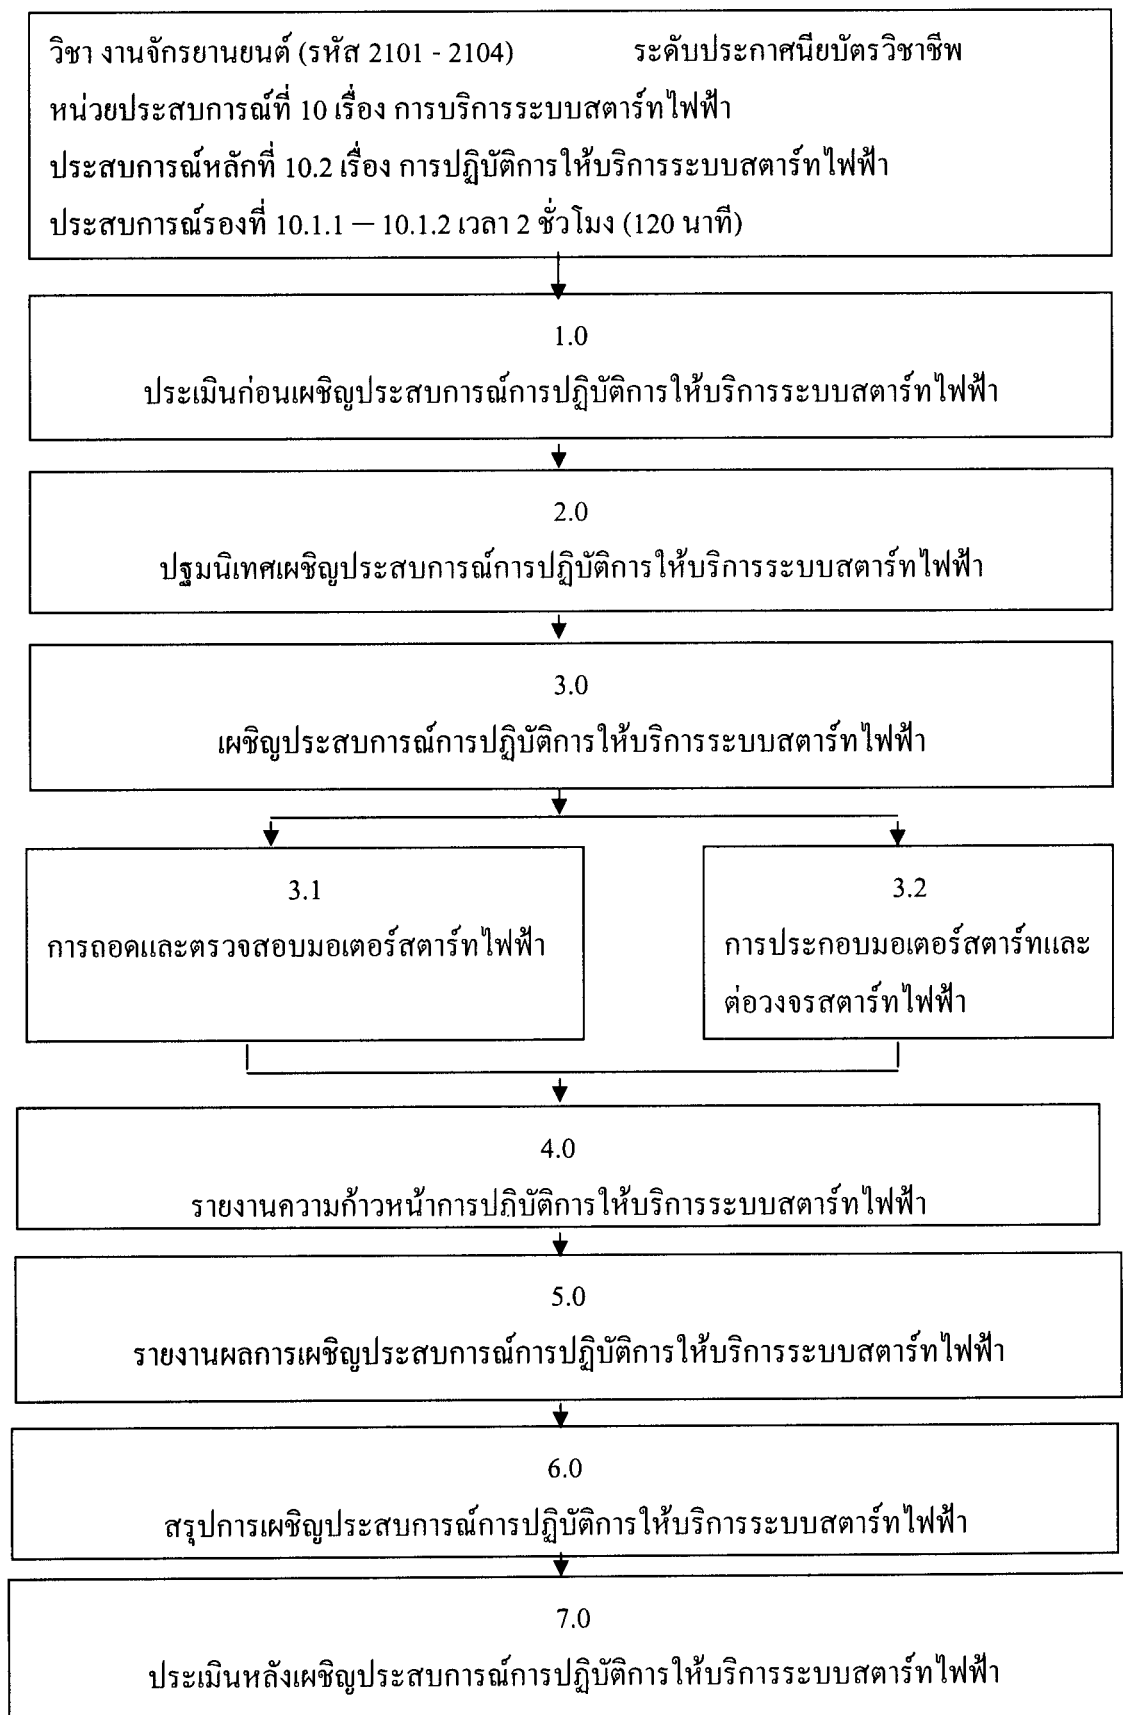 วิชา งานจักรยานยนต์ (รหัส 2101 - 2104) ระดับประกาศนียบัตรวิชาชีพ
หน่วยประสบการณ์ที่ 10 เรื่อง การบริการระบบสตาร์ทไฟฟ้า
ประสบการณ์หลักที่ 10.2 เรื่อง การปฏิบัติการให้บริการระบบสตาร์ทไฟฟ้า
ประสบการณ์รองที่ 10.1.1 – 10.1.2 เวลา 2 ชั่วโมง (120 นาที)
1.0
ประเมินก่อนเผชิญประสบการณ์การปฏิบัติการให้บริการระบบสตาร์ทไฟฟ้า
2.0
ปฐมนิเทศเผชิญประสบการณ์การปฏิบัติการให้บริการระบบสตาร์ทไฟฟ้า
3.0
เผชิญประสบการณ์การปฏิบัติการให้บริการระบบสตาร์ทไฟฟ้า
3.1
การถอดและตรวจสอบมอเตอร์สตาร์ทไฟฟ้า
3.2
การประกอบมอเตอร์สตาร์ทและ
ต่อวงจรสตาร์ทไฟฟ้า
4.0
รายงานความก้าวหน้าการปฏิบัติการให้บริการระบบสตาร์ทไฟฟ้า
5.0
รายงานผลการเผชิญประสบการณ์การปฏิบัติการให้บริการระบบสตาร์ทไฟฟ้า
6.0
สรุปการเผชิญประสบการณ์การปฏิบัติการให้บริการระบบสตาร์ทไฟฟ้า
7.0
ประเมินหลังเผชิญประสบการณ์การปฏิบัติการให้บริการระบบสตาร์ทไฟฟ้า